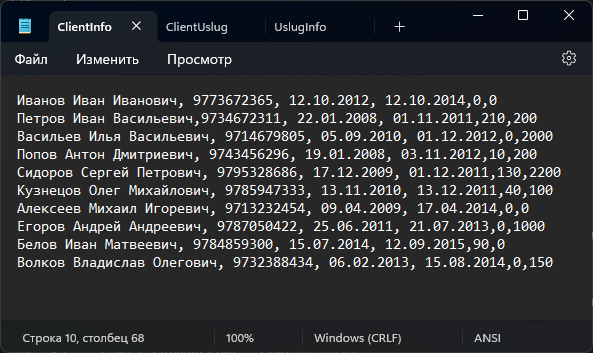 ClientInfo ClientUslug UslugInfo
Файл Изменить Просмотр
Иванов Иван Иванович, 9773672365, 12.10.2012, 12.10.2014,0,0
Петров Иван Васильевич,9734672311, 22.01.2008, 01.11.2011,210,200
Васильев Илья Васильевич, 9714679805, 05.09.2010, 01.12.2012,0,2000
Попов Антон Дмитриевич, 9743456296, 19.01.2008, 03.11.2012,10,200
Сидоров Сергей Петрович, 9795328686, 17.12.2009, 01.12.2011,130,2200
Кузнецов Олег Михайлович, 9785947333, 13.11.2010, 13.12.2011,40,100
Алексеев Михаил Игоревич, 9713232454, 09.04.2009, 17.04.2014,0,0
Егоров Андрей Андреевич, 9787050422, 25.06.2011, 21.07.2013,0,1000
Белов Иван Матвеевич, 9784859300, 15.07.2014, 12.09.2015,90,0
Волков Владислав Олегович, 9732388434, 06.02.2013, 15.08.2014,0,150
Строка 10, столбец 68 100% Windows (CRLF) ANSI